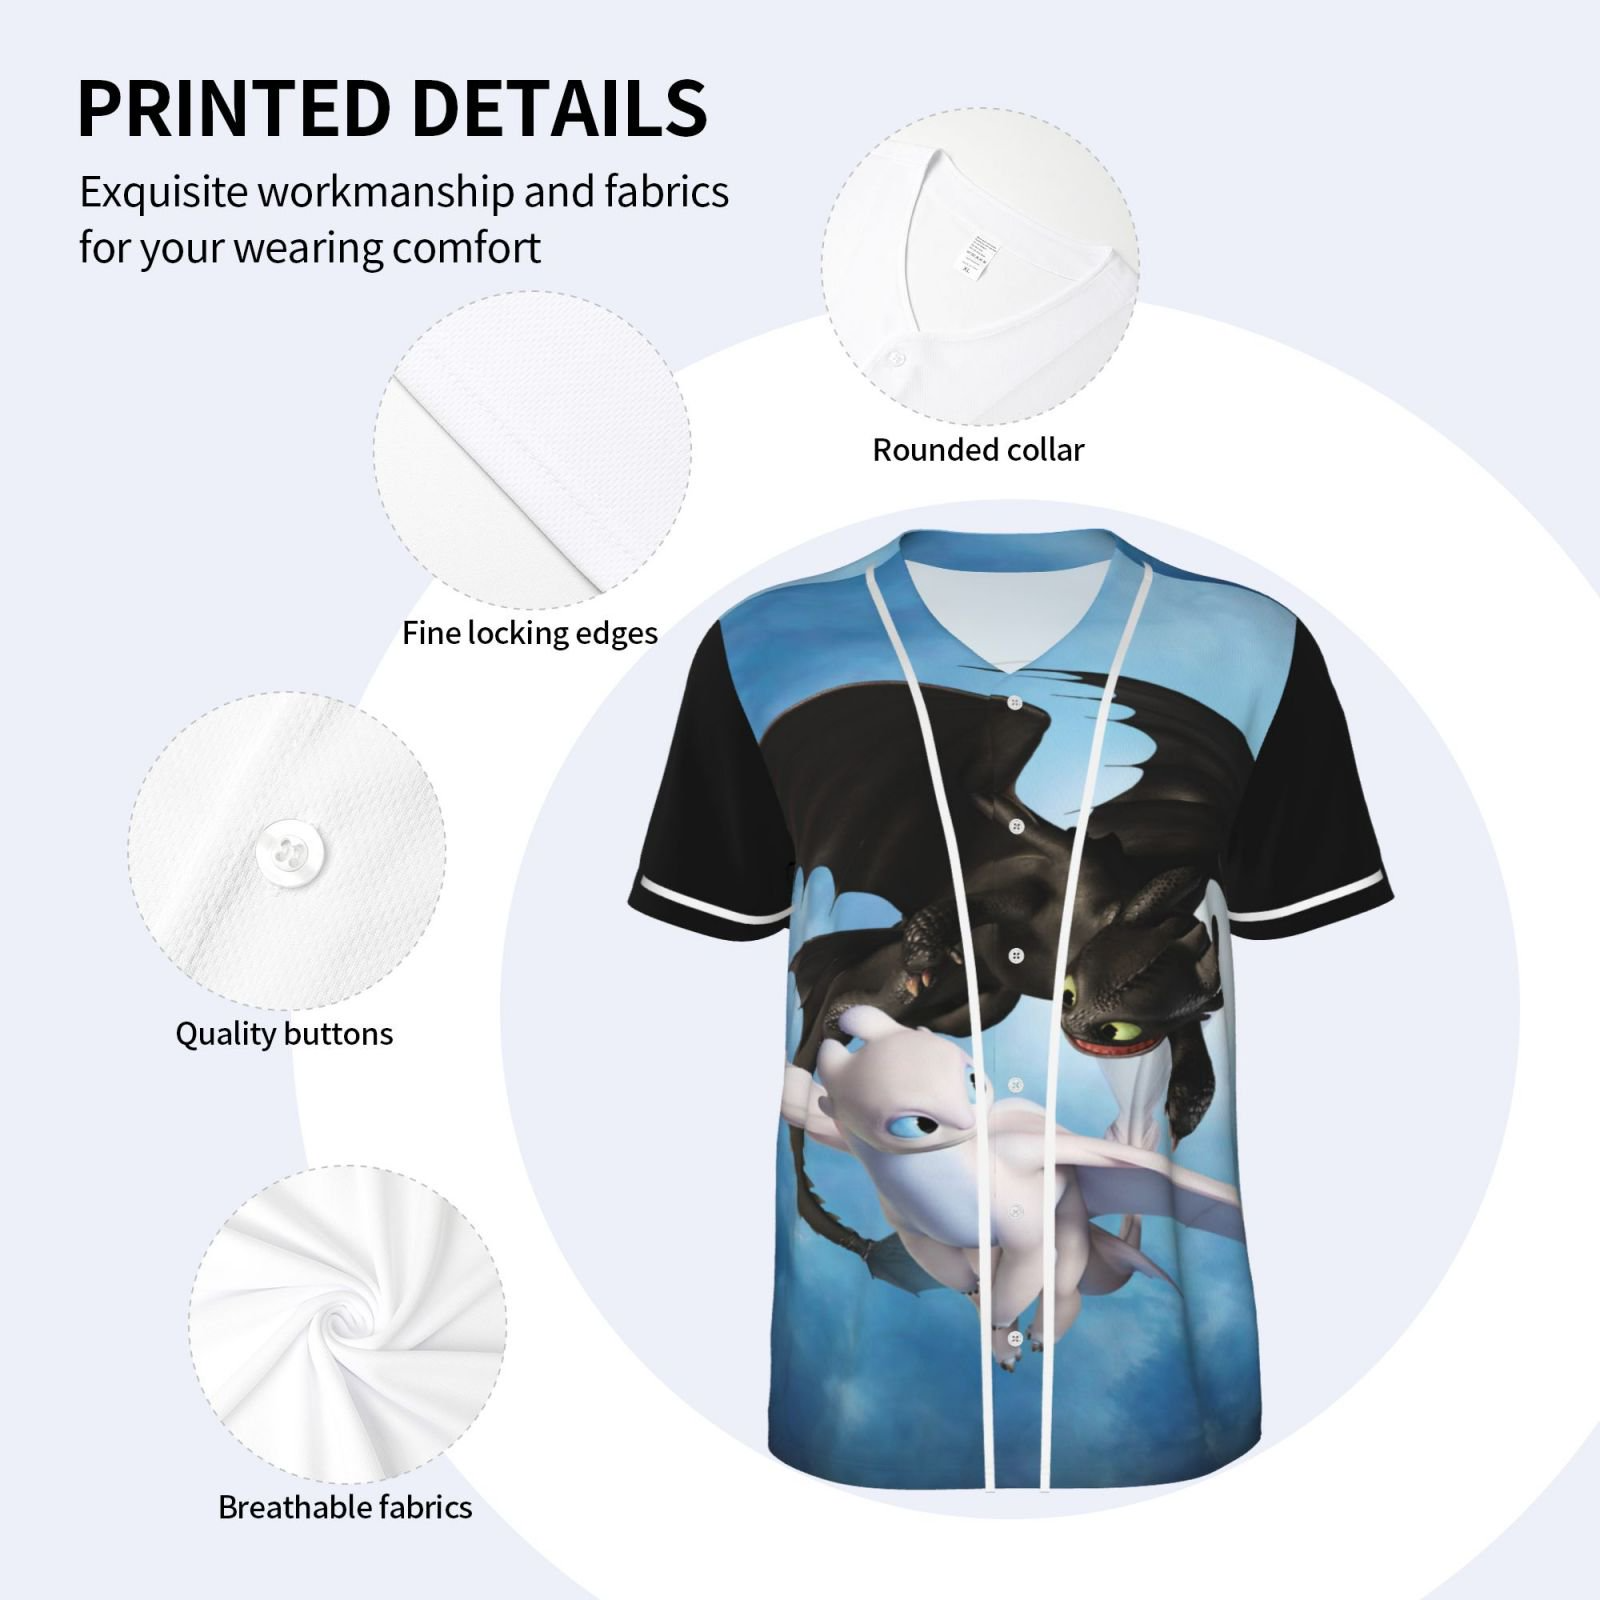 PRINTED DETAILS
Exquisite workmanship and fabrics
for your wearing comfort
XL
Rounded collar
Fine locking edges
Quality buttons
Breathable fabrics